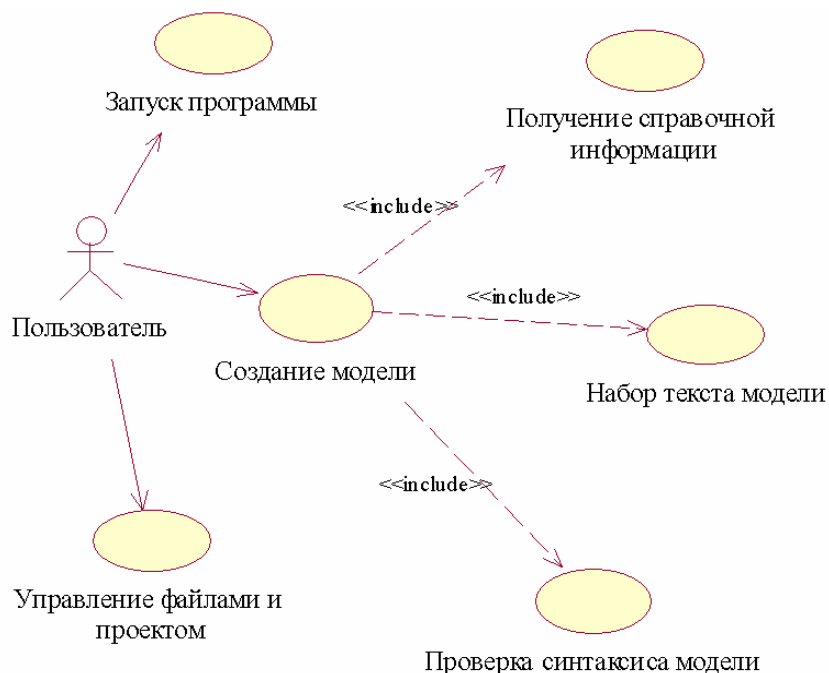 Запуск программы
Получение справочной
информации
<<include>>
<<include>>
Пользователь
Создание модели
Набор текста модели
<<include>>
Управление файлами и
проектом
Проверка синтаксиса модели